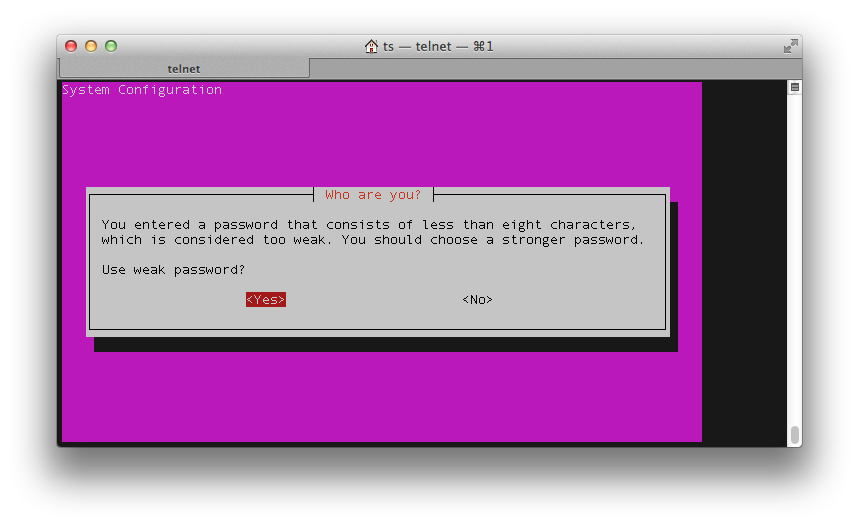 ts — telnet — ⌘1
telnet
System Configuration
Who are you?
You entered a password that consists of less than eight characters,
which is considered too weak. You should choose a stronger password.
Use weak password?
<Yes> <No>